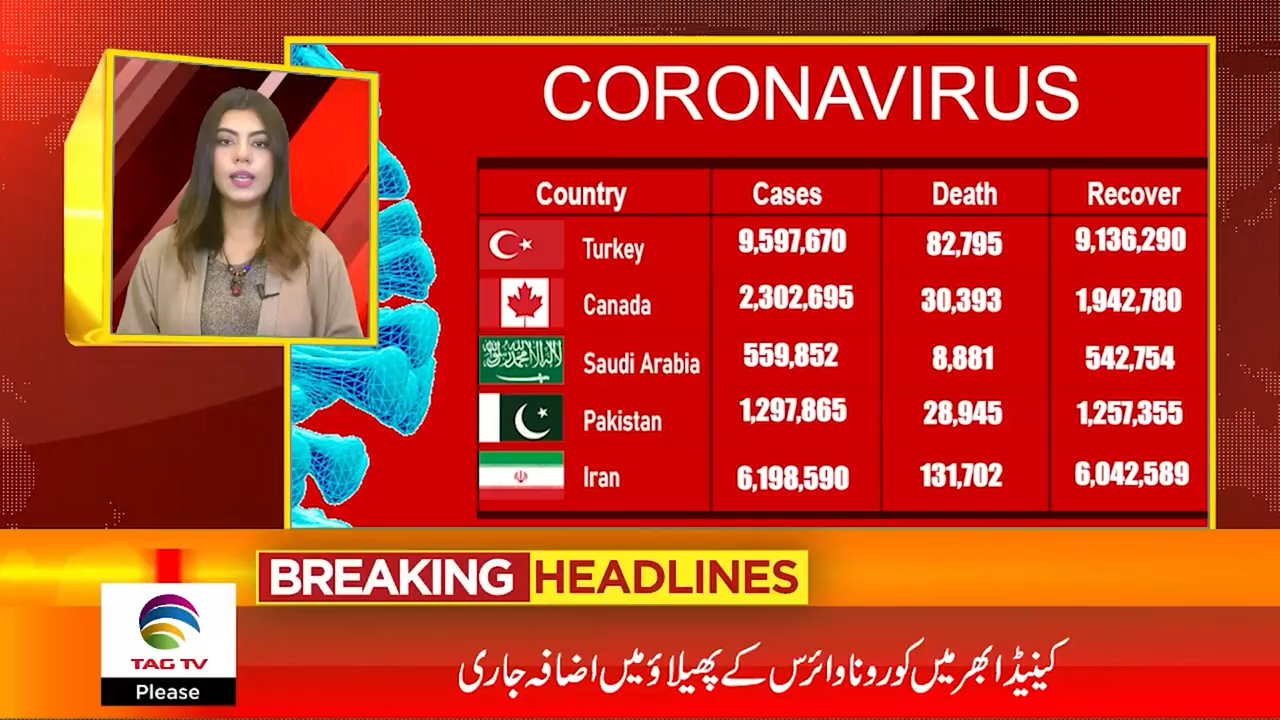 CORONAVIRUS
Country Cases Death Recover
Turkey 9,597,670 82,795 9,136,290
Canada 2,302,695 30,393 1,942,780
Saudi Arabia 559,852 8,881 542,754
Pakistan 1,297,865 28,945 1,257,355
Iran 6,198,590 131,702 6,042,589
BREAKING HEADLINES
TAG TV
Please
کینیڈا بھر میں کورونا وائرس کے پھیلاؤ میں اضافہ جاری